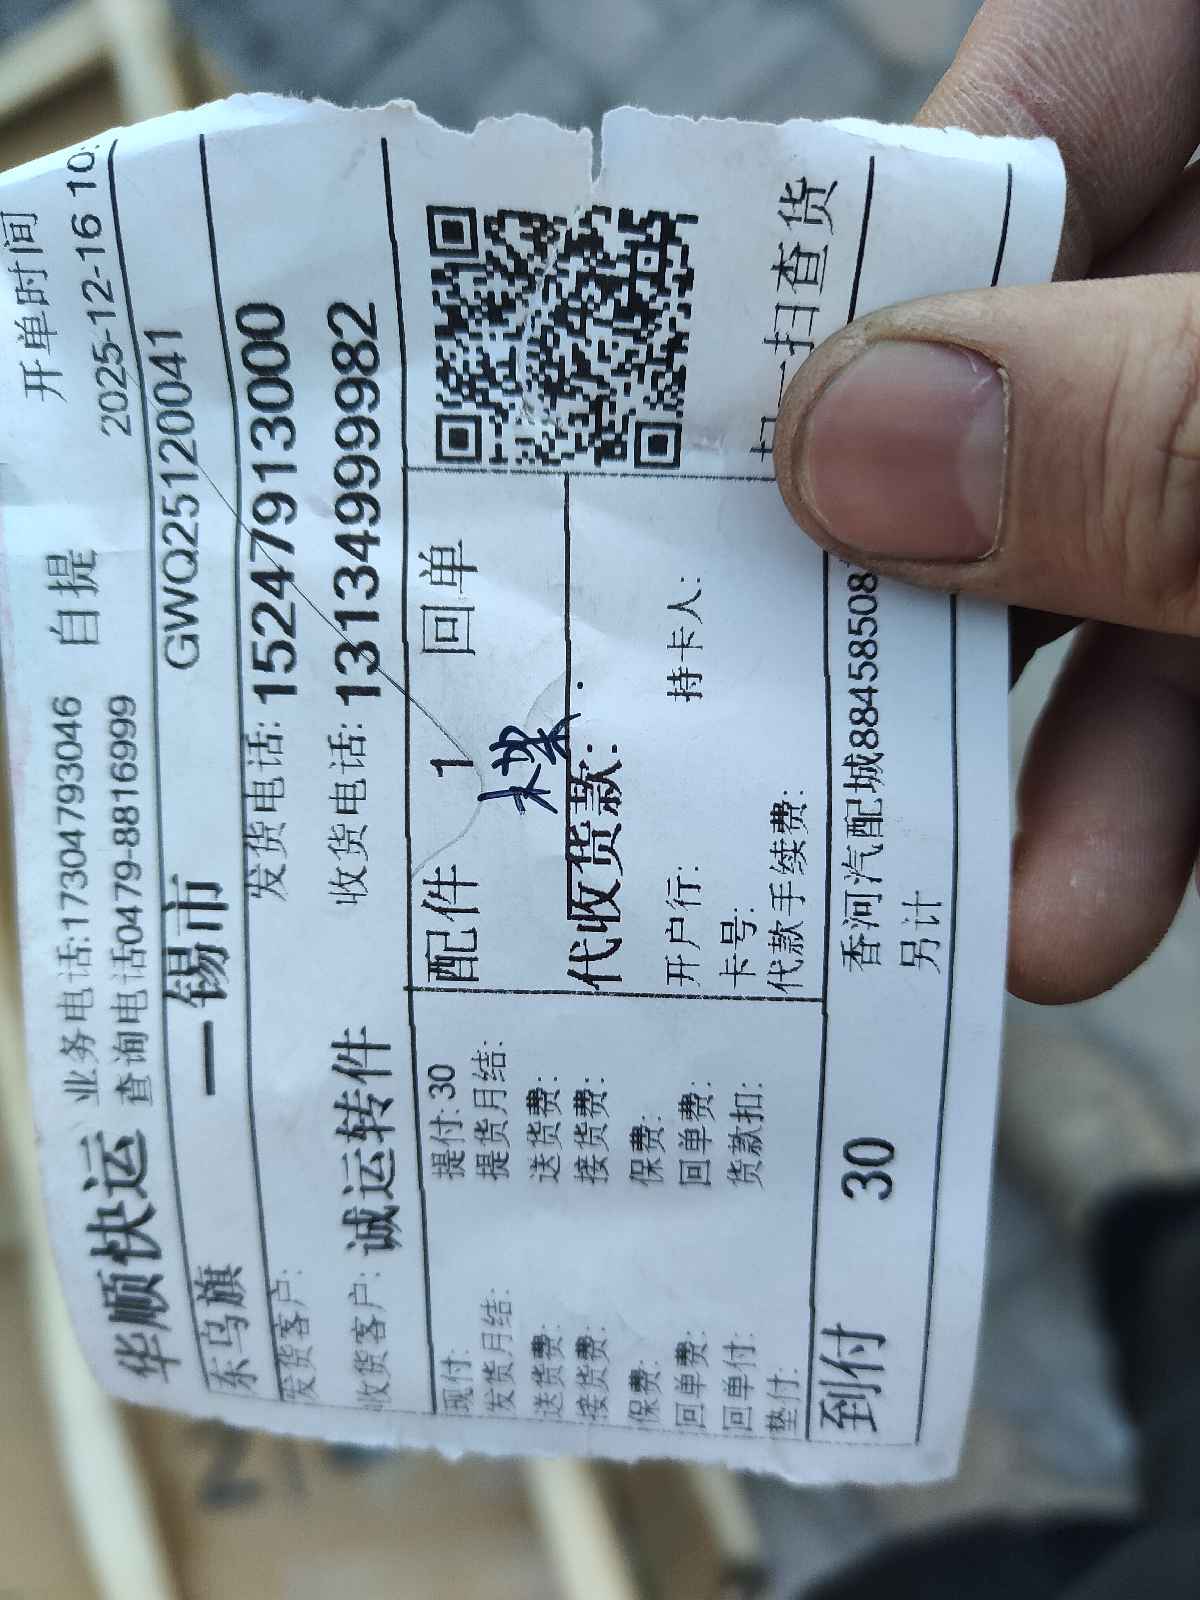 华顺快运 业务电话:17304793046 自提 开单时间
查询电话0479-8816999 2025-12-16 10:
东乌旗 一锡市 GWQ2512120041
发货客户: 发货电话: 15247913000
收货客户: 诚运转件 收货电话: 13134999982
现付: 提付: 30 配件 1 回单
发货月结: 提货月结:
送货费: 送货费: 木架
接货费: 接货费: 代收货款:
保费: 保费:
回单费: 回单费: 开户行: 持卡人:
回单付: 货款扣: 卡号:
垫付: 代款手续费: 扫一扫查货
到付 30 香河汽配城88458508
另计